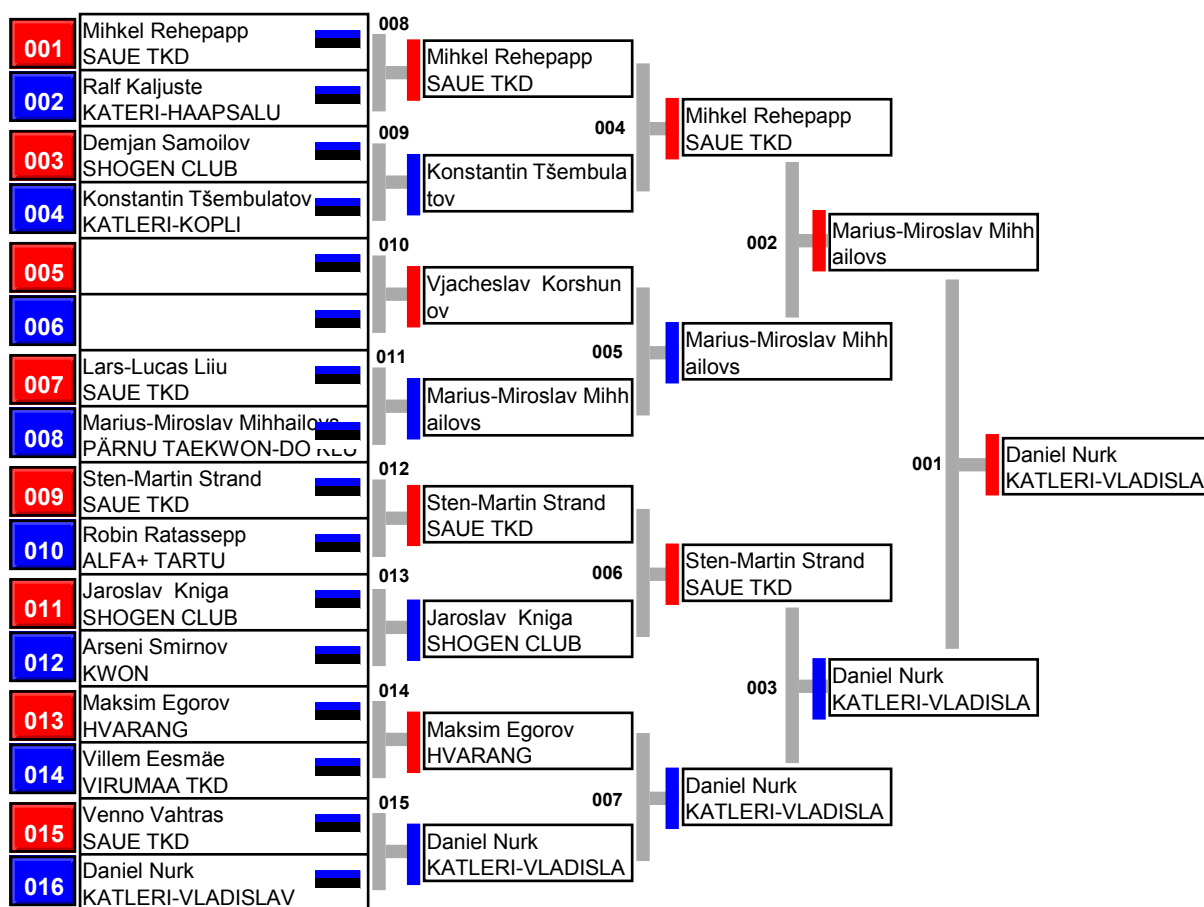 001
Mihkel Rehepapp
SAUE TKD
002
Ralf Kaljuste
KATERI-HAAPSALU
003
Demjan Samoilov
SHOGEN CLUB
004
Konstantin Tšembulatov
KATLERI-KOPLI
005
006
007
Lars-Lucas Liiu
SAUE TKD
008
Marius-Miroslav Mihhailovs
PÄRNU TAEKWON-DO KLU
009
Sten-Martin Strand
SAUE TKD
010
Robin Ratassepp
ALFA+ TARTU
011
Jaroslav Kniga
SHOGEN CLUB
012
Arseni Smirnov
KWON
013
Maksim Egorov
HVARANG
014
Villem Eesmäe
VIRUMAA TKD
015
Venno Vahtras
SAUE TKD
016
Daniel Nurk
KATLERI-VLADISLAV
008
Mihkel Rehepapp
SAUE TKD
009
Konstantin Tšembula
tov
010
Vjacheslav Korshun
ov
011
Marius-Miroslav Mihh
ailovs
012
Sten-Martin Strand
SAUE TKD
013
Jaroslav Kniga
SHOGEN CLUB
014
Maksim Egorov
HVARANG
015
Daniel Nurk
KATLERI-VLADISLA
004
Mihkel Rehepapp
SAUE TKD
005
Marius-Miroslav Mihh
ailovs
006
Sten-Martin Strand
SAUE TKD
007
Daniel Nurk
KATLERI-VLADISLA
002
Marius-Miroslav Mihh
ailovs
003
Daniel Nurk
KATLERI-VLADISLA
001
Daniel Nurk
KATLERI-VLADISLA